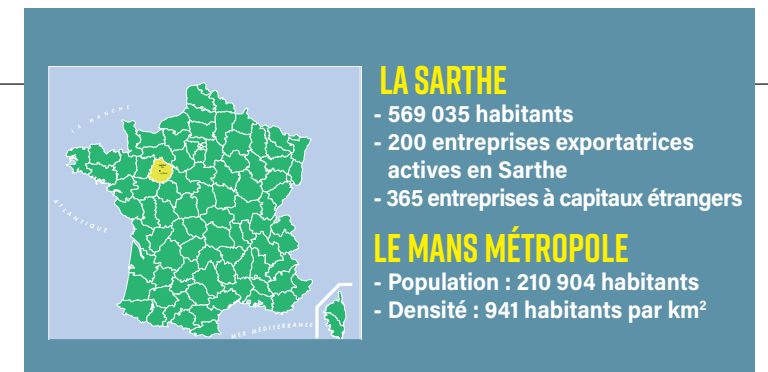 LA MANCHE
ATLANTIQUE
MER MÉDITERRANÉE
LA SARTHE
- 569 035 habitants
- 200 entreprises exportatrices
actives en Sarthe
- 365 entreprises à capitaux étrangers
LE MANS MÉTROPOLE
- Population : 210 904 habitants
- Densité : 941 habitants par km²